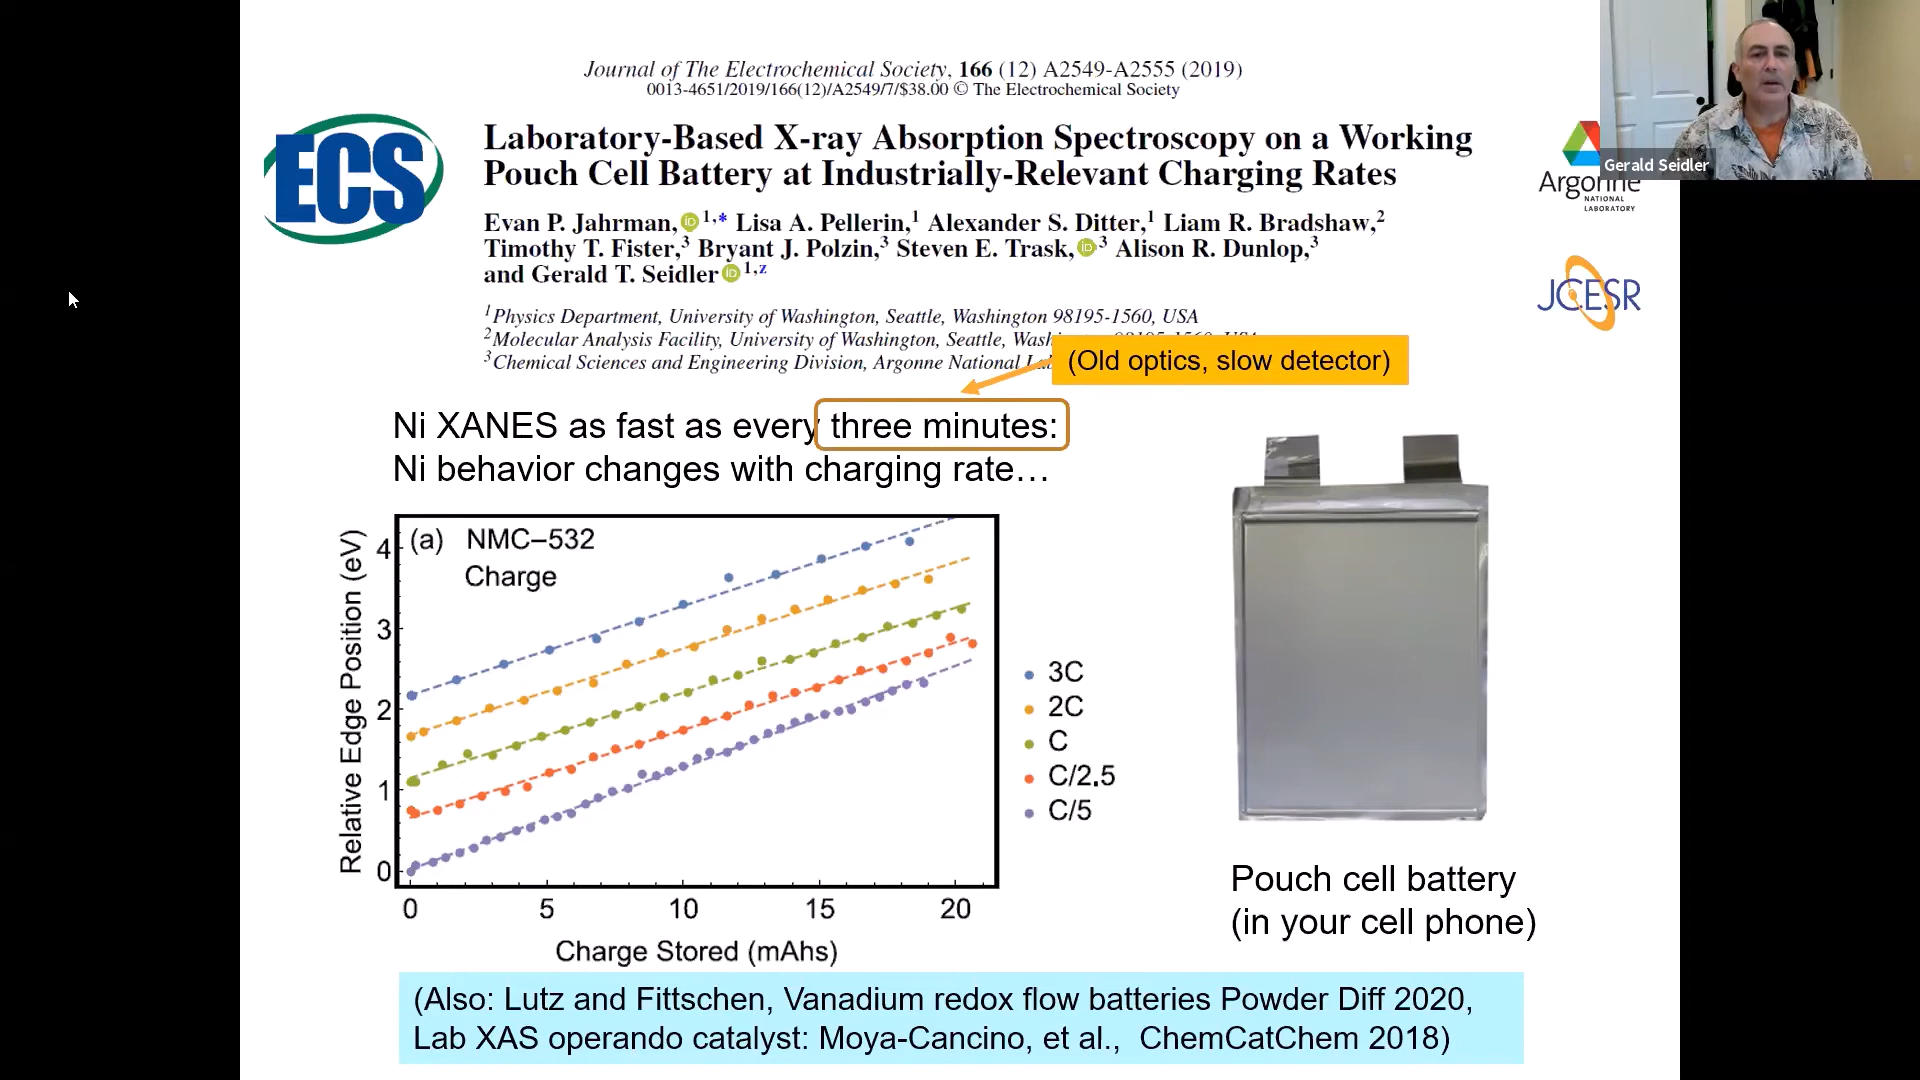 Journal of The Electrochemical Society, 166 (12) A2549-A2555 (2019)
0013-4651/2019/166(12)/A2549/7/$38.00 © The Electrochemical Society
ECS
Laboratory-Based X-ray Absorption Spectroscopy on a Working
Pouch Cell Battery at Industrially-Relevant Charging Rates
Evan P. Jahrman, iD 1,* Lisa A. Pellerin,1 Alexander S. Ditter,1 Liam R. Bradshaw,2
Timothy T. Fister,3 Bryant J. Polzin,3 Steven E. Trask, iD 3 Alison R. Dunlop,3
and Gerald T. Seidler iD 1,z
1Physics Department, University of Washington, Seattle, Washington 98195-1560, USA
2Molecular Analysis Facility, University of Washington, Seattle, 
3Chemical Sciences and Engineering Division, Argonne National
Gerald Seidler
Argonne
NATIONAL
LABORATORY
JCESR
(Old optics, slow detector)
Ni XANES as fast as every three minutes:
Ni behavior changes with charging rate…
(a) NMC–532
Charge
Relative Edge Position (eV)
4
3
2
1
0
0 5 10 15 20
Charge Stored (mAhs)
3C
2C
C
C/2.5
C/5
Pouch cell battery
(in your cell phone)
(Also: Lutz and Fittschen, Vanadium redox flow batteries Powder Diff 2020,
Lab XAS operando catalyst: Moya-Cancino, et al., ChemCatChem 2018)